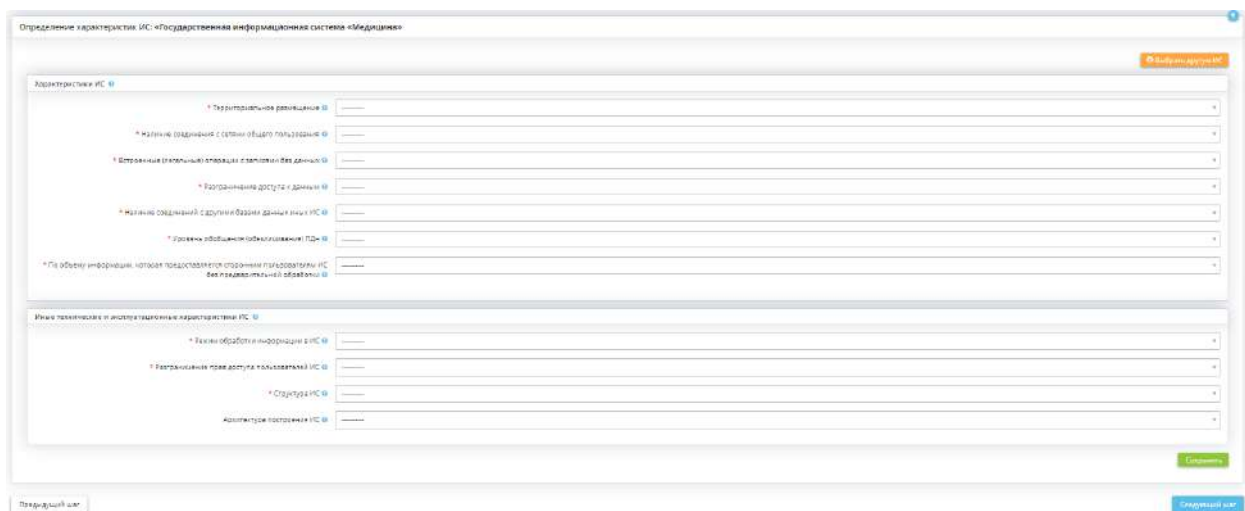 Определение характеристик ИС: «Государственная информационная система «Медицина»
Выбрать другую ИС
Характеристики ИС
* Территориальное размещение
---------
* Наличие соединения с сетями общего пользования
---------
* Встроенные (легальные) операции с записями баз данных
---------
* Разграничение доступа к данным
---------
* Наличие соединений с другими базами данных иных ИС
---------
* Уровень обобщения (обезличивания) ПДн
---------
* По объему информации, которая предоставляется сторонним пользователям ИС
без предварительной обработки
---------
Иные технические и эксплуатационные характеристики ИС
* Режим обработки информации в ИС
---------
* Разграничение прав доступа пользователей ИС
---------
* Структура ИС
---------
Архитектура построения ИС
---------
Сохранить
Предыдущий шаг
Следующий шаг